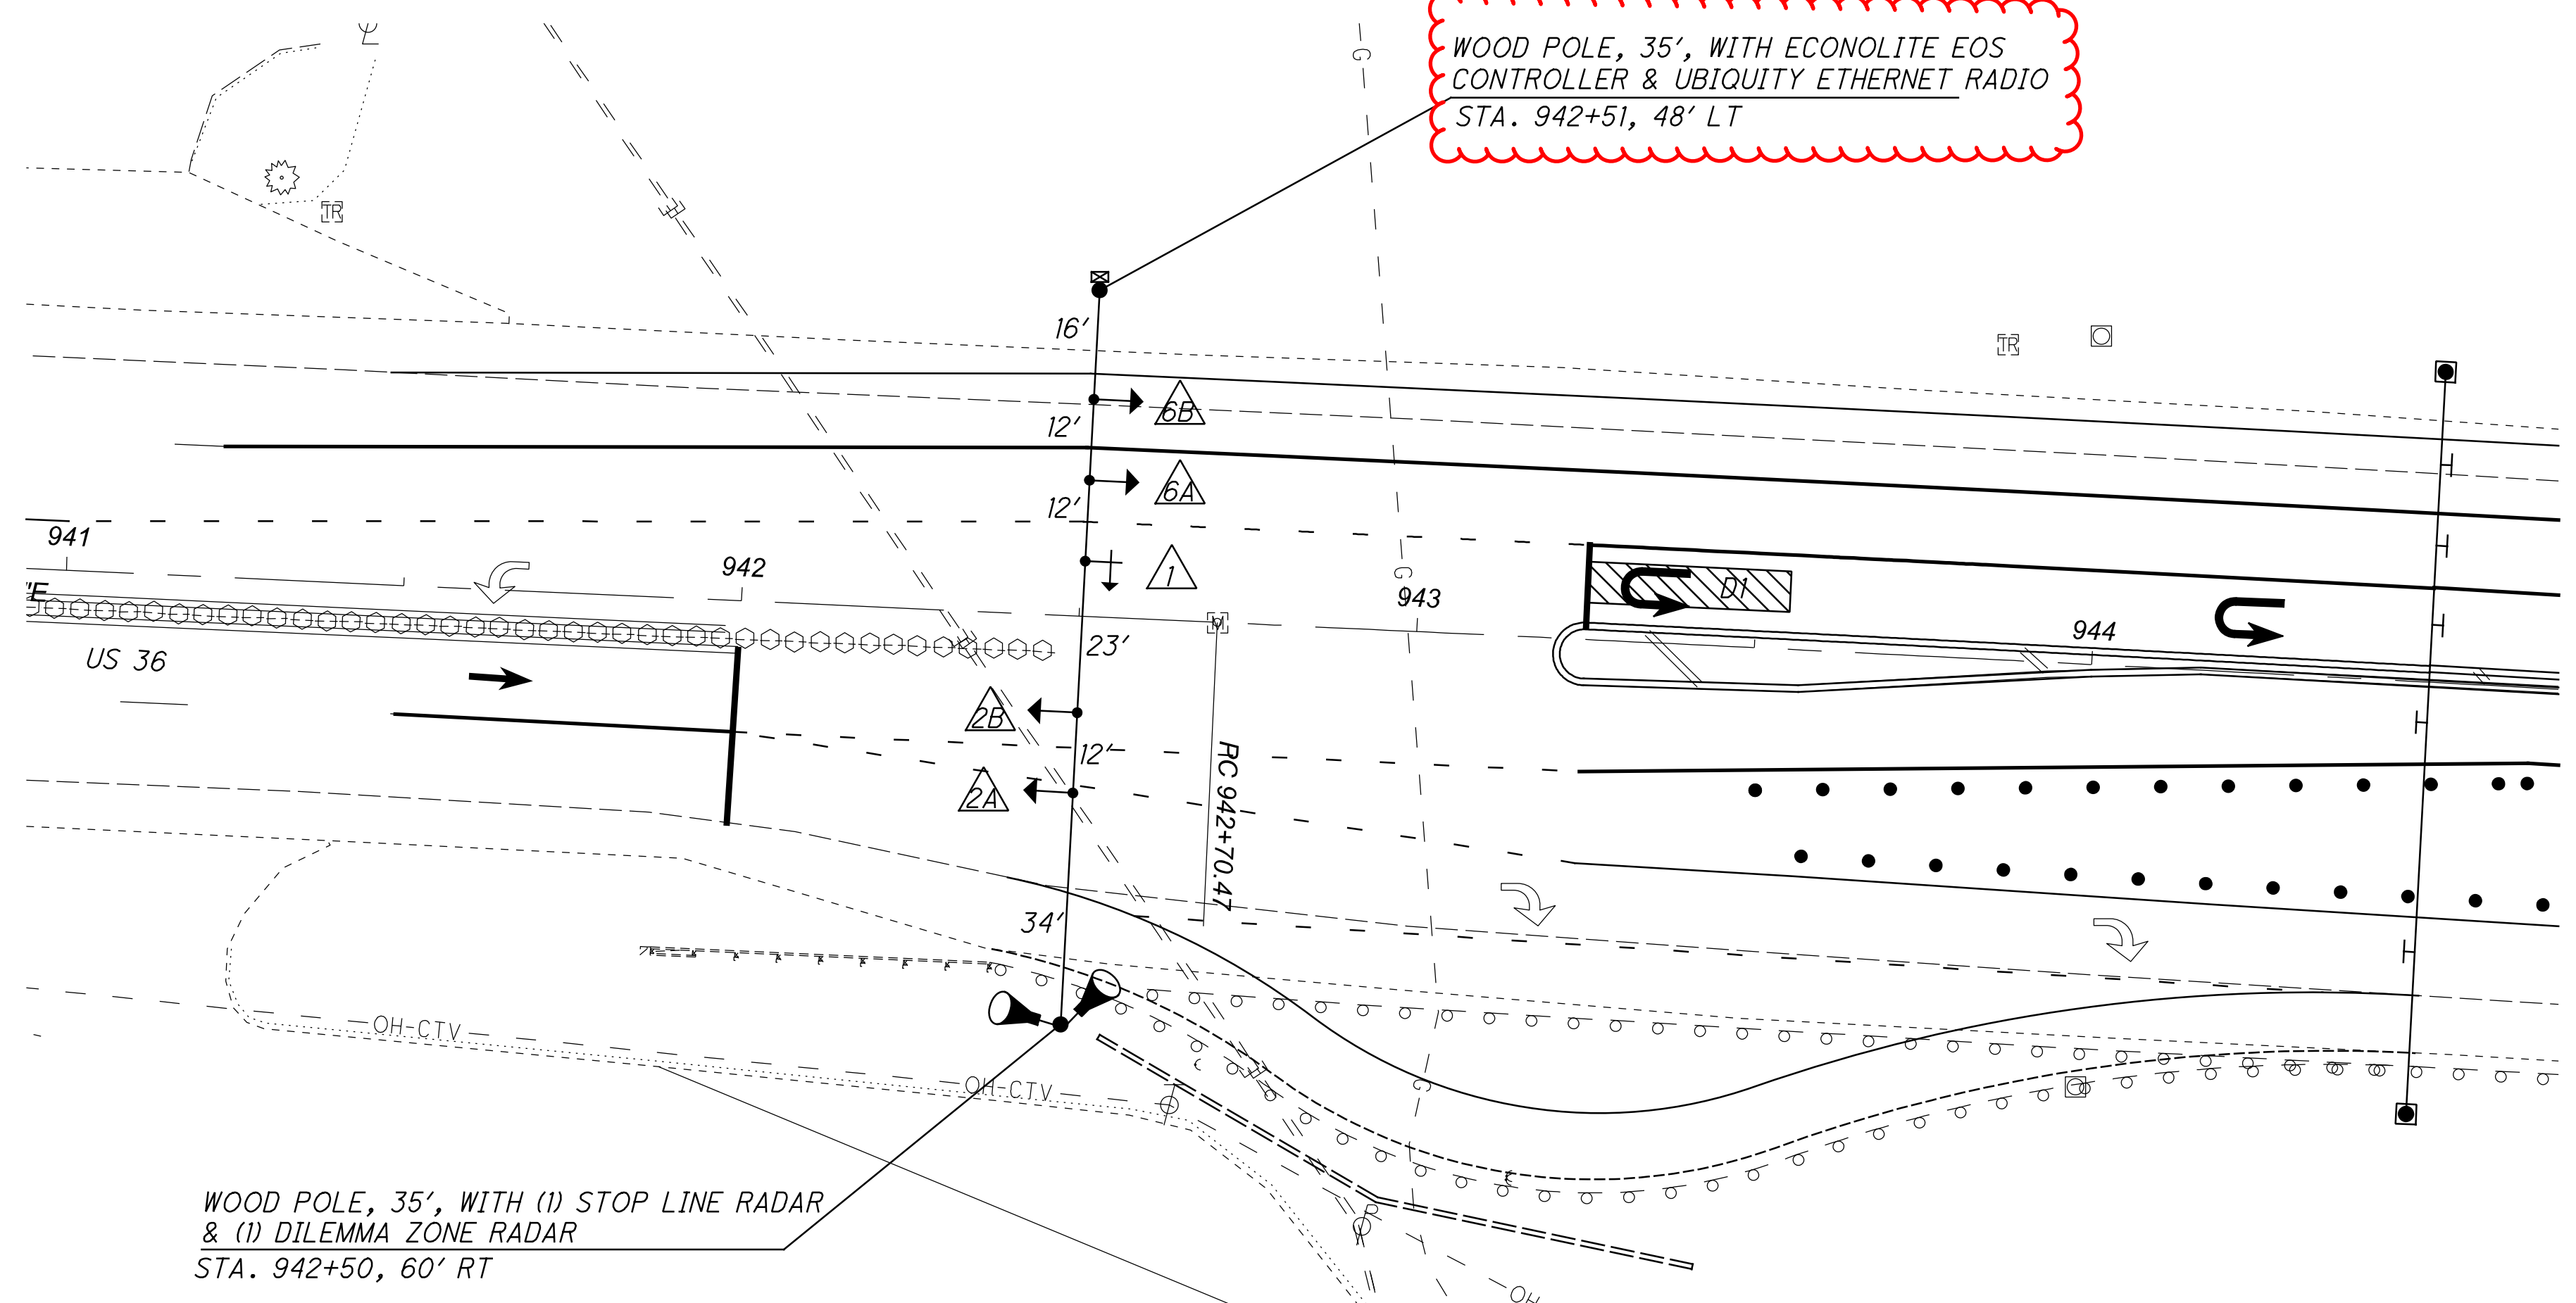 WOOD POLE, 35', WITH ECONOLITE EOS
CONTROLLER & UBIQUITY ETHERNET RADIO
STA. 942+51, 48' LT
G
TR
16'
TR
6B
12'
6A
12'
941
942
1
G
943
D1
944
"E
23'
US 36
2B
12'
2A
RC 942+70.47
34'
OH-CTV
OH-CTV
G
WOOD POLE, 35', WITH (1) STOP LINE RADAR
& (1) DILEMMA ZONE RADAR
STA. 942+50, 60' RT
OH